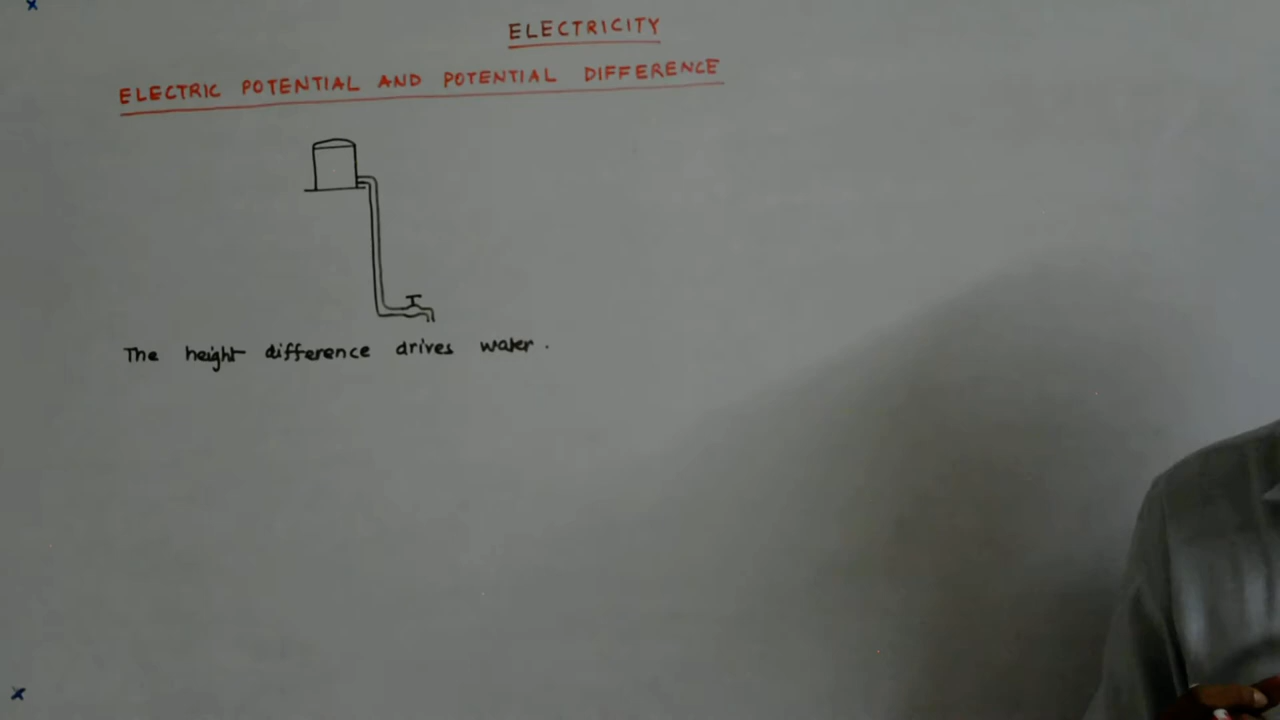 ELECTRICITY
ELECTRIC POTENTIAL AND POTENTIAL DIFFERENCE
The height difference drives water.